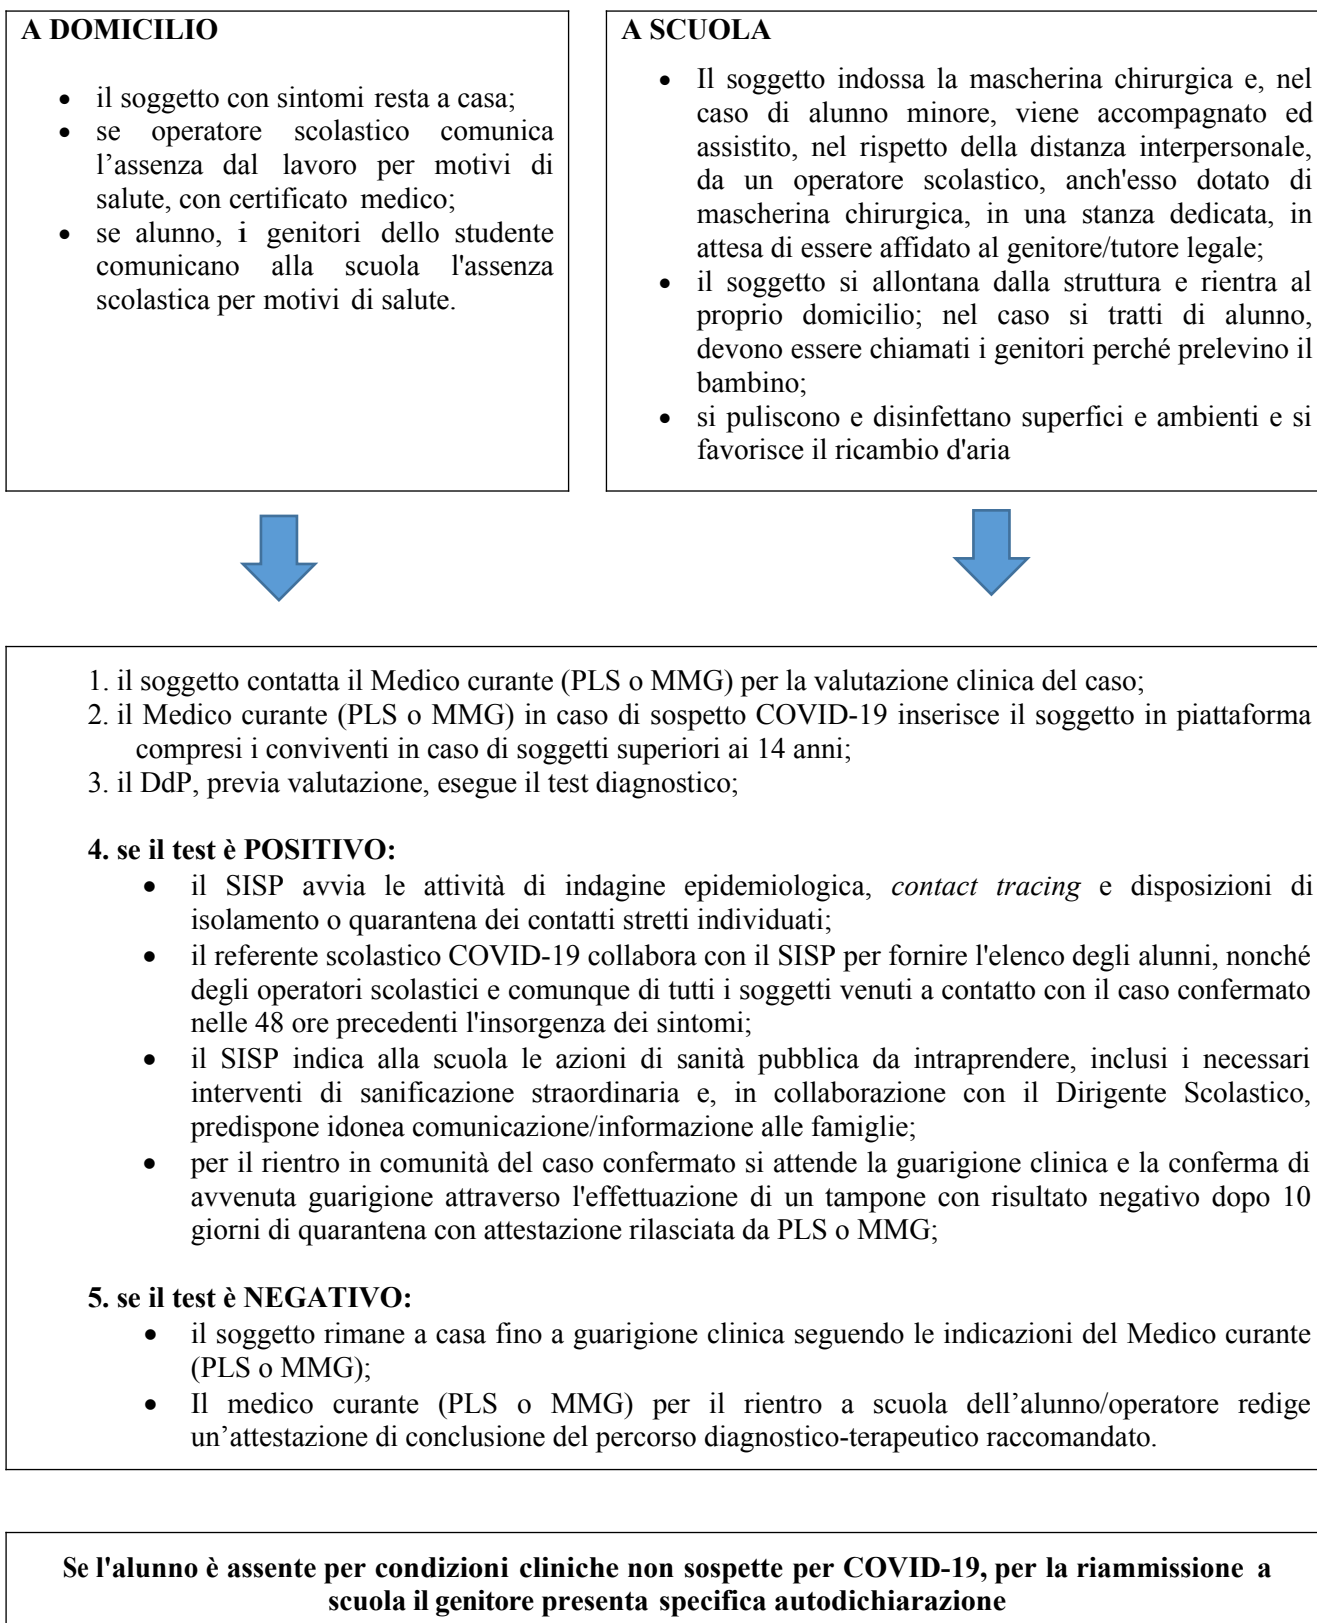 A DOMICILIO
il soggetto con sintomi resta a casa;
se operatore scolastico comunica
l’assenza dal lavoro per motivi di
salute, con certificato medico;
se alunno, i genitori dello studente
comunicano alla scuola l'assenza
scolastica per motivi di salute.
A SCUOLA
Il soggetto indossa la mascherina chirurgica e, nel
caso di alunno minore, viene accompagnato ed
assistito, nel rispetto della distanza interpersonale,
da un operatore scolastico, anch'esso dotato di
mascherina chirurgica, in una stanza dedicata, in
attesa di essere affidato al genitore/tutore legale;
il soggetto si allontana dalla struttura e rientra al
proprio domicilio; nel caso si tratti di alunno,
devono essere chiamati i genitori perché prelevino il
bambino;
si puliscono e disinfettano superfici e ambienti e si
favorisce il ricambio d'aria
1. il soggetto contatta il Medico curante (PLS o MMG) per la valutazione clinica del caso;
2. il Medico curante (PLS o MMG) in caso di sospetto COVID-19 inserisce il soggetto in piattaforma
compresi i conviventi in caso di soggetti superiori ai 14 anni;
3. il DdP, previa valutazione, esegue il test diagnostico;
4. se il test è POSITIVO:
il SISP avvia le attività di indagine epidemiologica, contact tracing e disposizioni di
isolamento o quarantena dei contatti stretti individuati;
il referente scolastico COVID-19 collabora con il SISP per fornire l'elenco degli alunni, nonché
degli operatori scolastici e comunque di tutti i soggetti venuti a contatto con il caso confermato
nelle 48 ore precedenti l'insorgenza dei sintomi;
il SISP indica alla scuola le azioni di sanità pubblica da intraprendere, inclusi i necessari
interventi di sanificazione straordinaria e, in collaborazione con il Dirigente Scolastico,
predispone idonea comunicazione/informazione alle famiglie;
per il rientro in comunità del caso confermato si attende la guarigione clinica e la conferma di
avvenuta guarigione attraverso l'effettuazione di un tampone con risultato negativo dopo 10
giorni di quarantena con attestazione rilasciata da PLS o MMG;
5. se il test è NEGATIVO:
il soggetto rimane a casa fino a guarigione clinica seguendo le indicazioni del Medico curante
(PLS o MMG);
Il medico curante (PLS o MMG) per il rientro a scuola dell’alunno/operatore redige
un’attestazione di conclusione del percorso diagnostico-terapeutico raccomandato.
Se l'alunno è assente per condizioni cliniche non sospette per COVID-19, per la riammissione a
scuola il genitore presenta specifica autodichiarazione